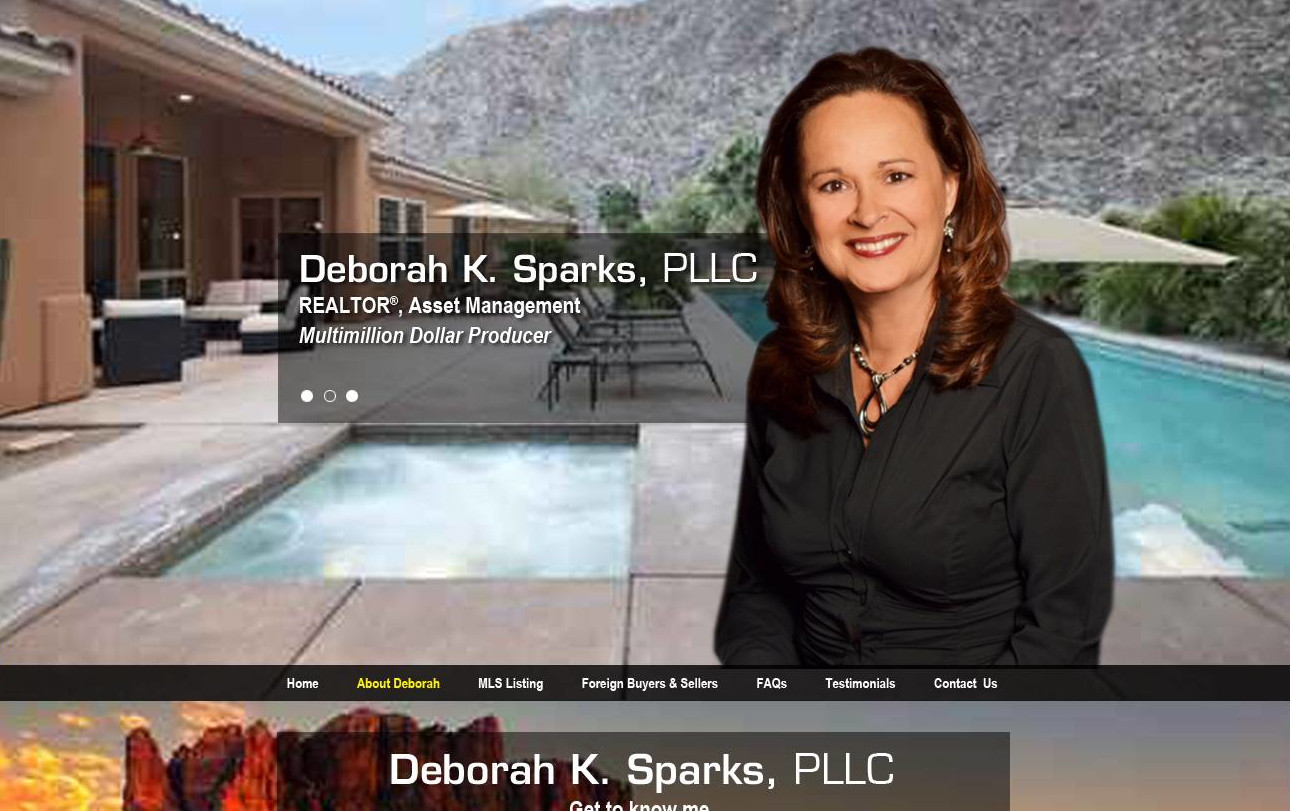 Deborah K. Sparks, PLLC
REALTOR®, Asset Management
Multimillion Dollar Producer
Home About Deborah MLS Listing Foreign Buyers & Sellers FAQs Testimonials Contact Us
Deborah K. Sparks, PLLC
Get to know me